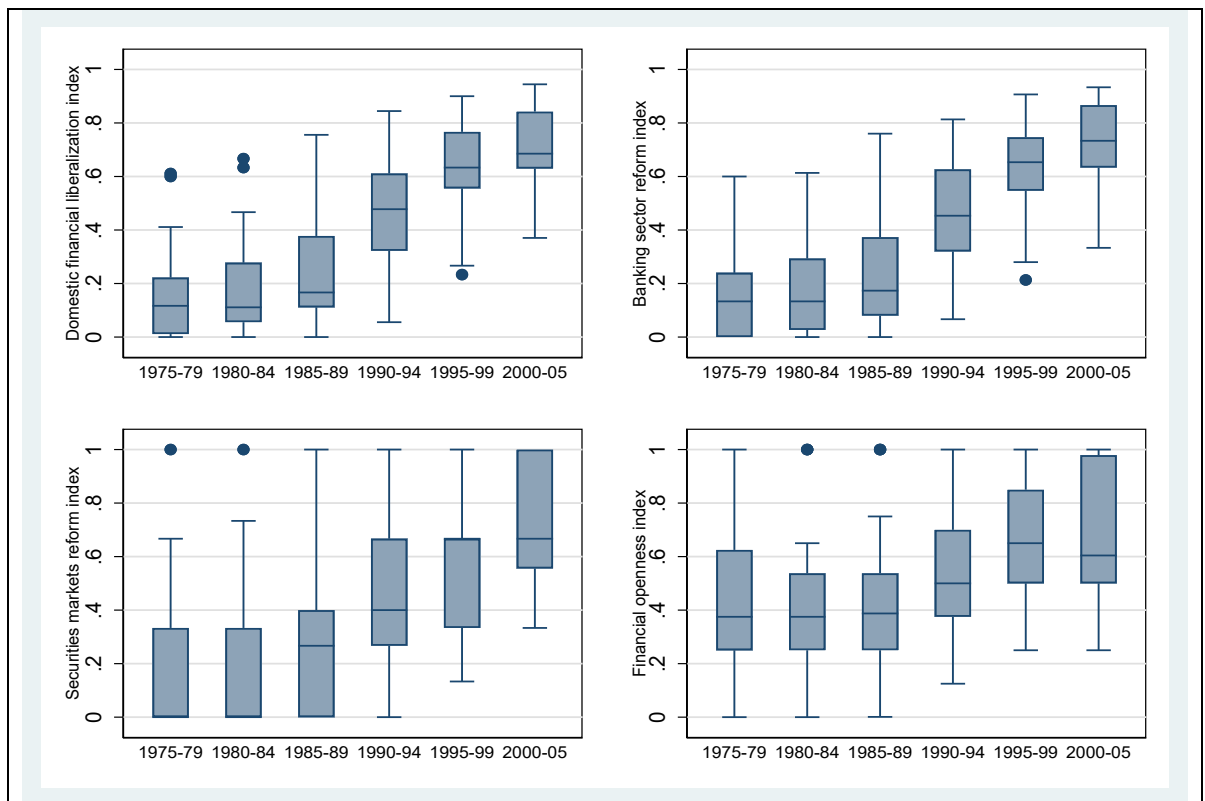 Domestic financial liberalization index
0 .2 .4 .6 .8 1
1975-79 1980-84 1985-89 1990-94 1995-99 2000-05
Banking sector reform index
0 .2 .4 .6 .8 1
1975-79 1980-84 1985-89 1990-94 1995-99 2000-05
Securities markets reform index
0 .2 .4 .6 .8 1
1975-79 1980-84 1985-89 1990-94 1995-99 2000-05
Financial openness index
0 .2 .4 .6 .8 1
1975-79 1980-84 1985-89 1990-94 1995-99 2000-05